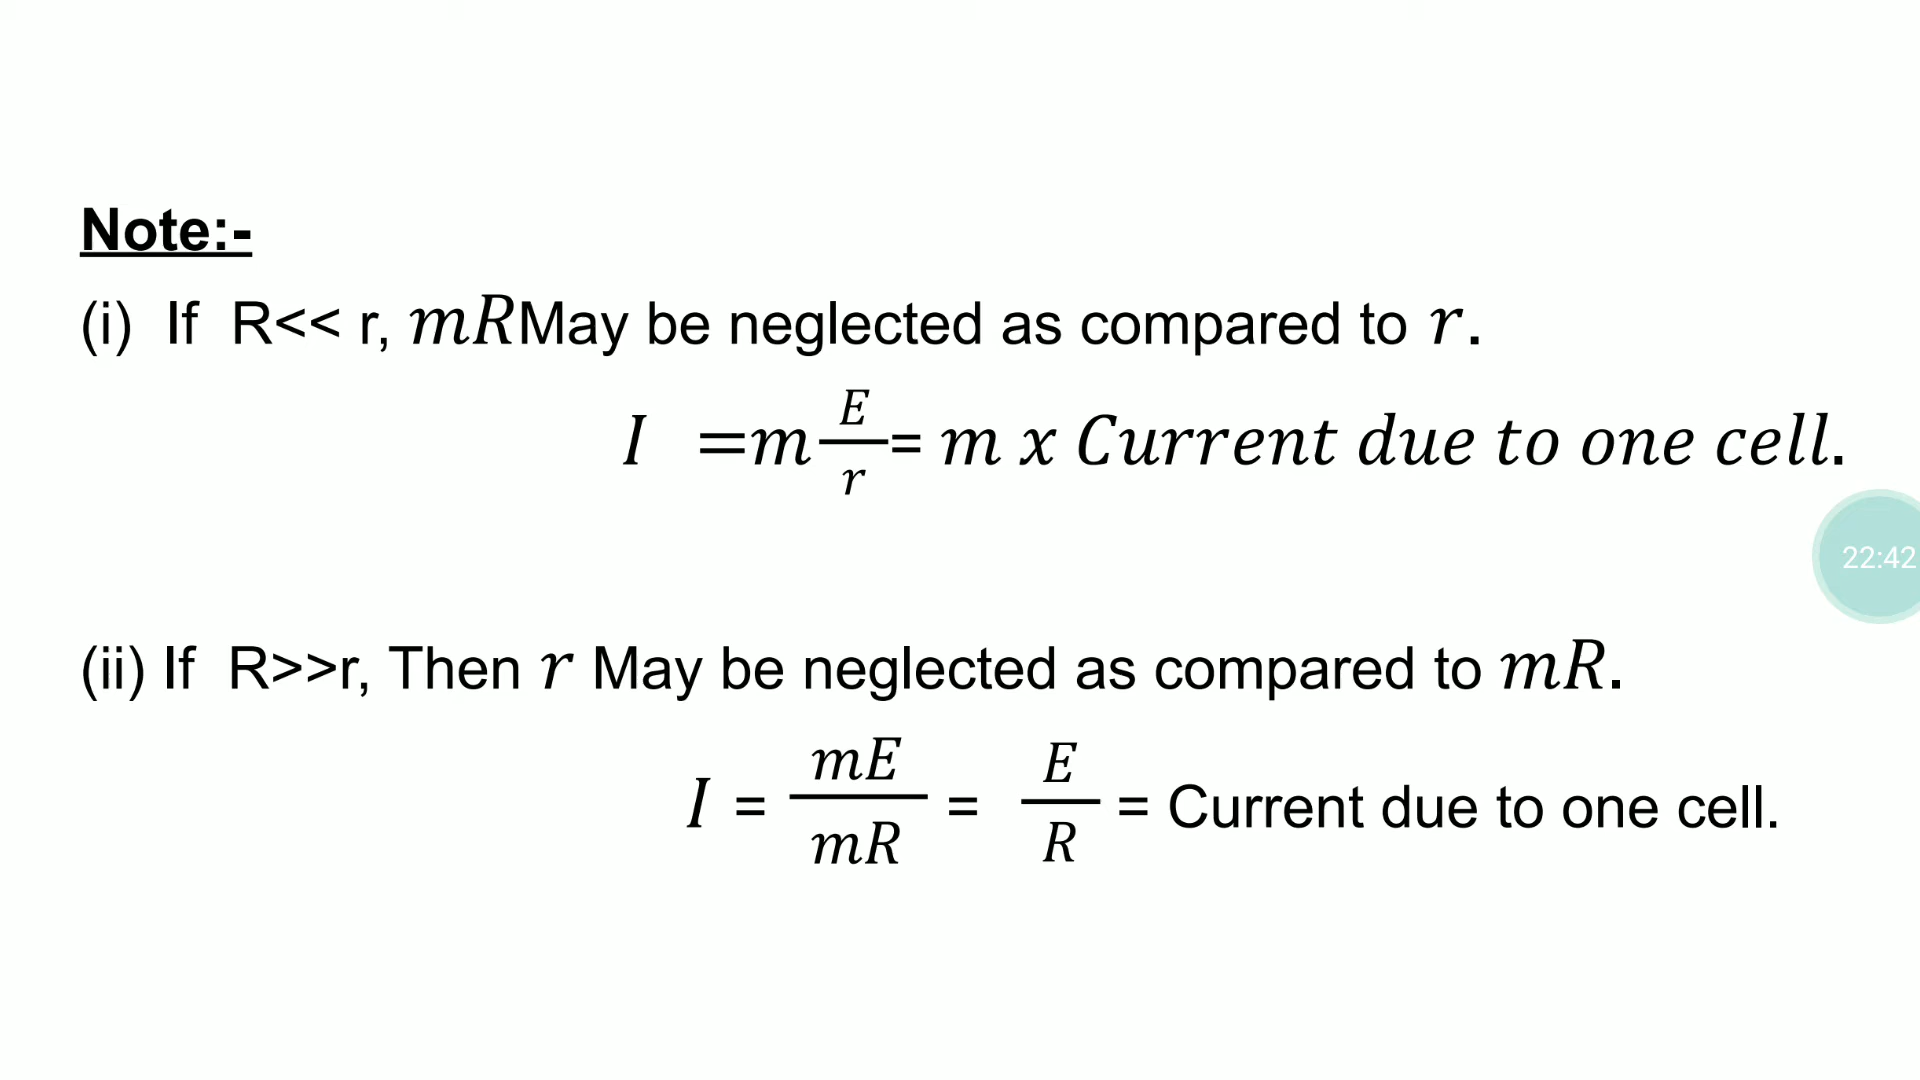 Note:-
(i) If R<< r, mRMay be neglected as compared to r.
I =m E/r = m x Current due to one cell.
22:42
(ii) If R>>r, Then r May be neglected as compared to mR.
I = mE/mR = E/R = Current due to one cell.